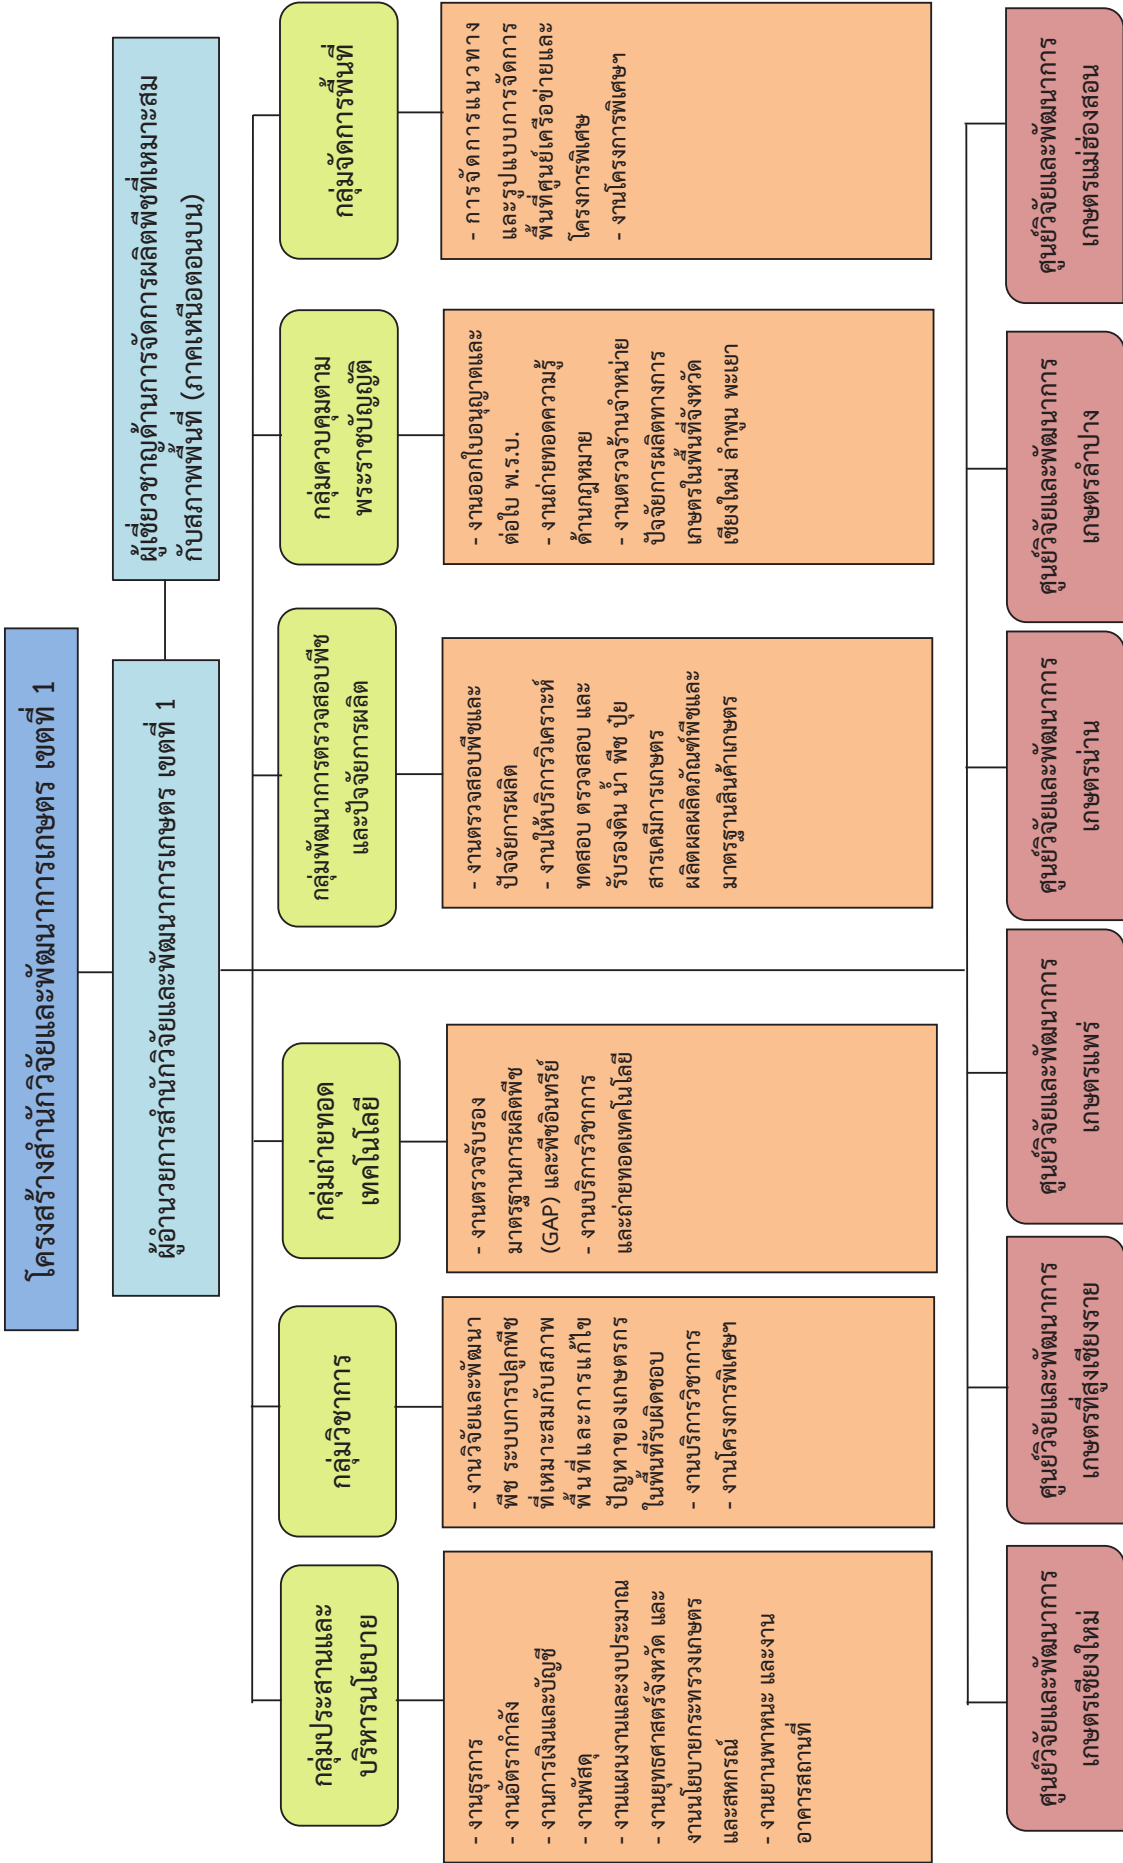 โครงสร้างสำนักวิจัยและพัฒนาการเกษตร เขตที่ 1
ผู้อำนวยการสำนักวิจัยและพัฒนาการเกษตร เขตที่ 1
ผู้เชี่ยวชาญด้านการจัดการผลิตพืชที่เหมาะสม
กับสภาพพื้นที่ (ภาคเหนือตอนบน)
กลุ่มประสานและ
บริหารนโยบาย
- งานธุรการ
- งานอัตรากำลัง
- งานการเงินและบัญชี
- งานพัสดุ
- งานแผนงานและงบประมาณ
- งานยุทธศาสตร์จังหวัด และ
งานนโยบายกระทรวงเกษตร
และสหกรณ์
- งานยานพาหนะ และงาน
อาคารสถานที่
กลุ่มวิชาการ
- งานวิจัยและพัฒนา
พืช ระบบการปลูกพืช
ที่เหมาะสมกับสภาพ
พื้นที่และการแก้ไข
ปัญหาของเกษตรกร
ในพื้นที่รับผิดชอบ
- งานบริการวิชาการ
- งานโครงการพิเศษฯ
กลุ่มถ่ายทอด
เทคโนโลยี
- งานตรวจรับรอง
มาตรฐานการผลิตพืช
(GAP) และพืชอินทรีย์
- งานบริการวิชาการ
และถ่ายทอดเทคโนโลยี
กลุ่มพัฒนาการตรวจสอบพืช
และปัจจัยการผลิต
- งานตรวจสอบพืชและ
ปัจจัยการผลิต
- งานให้บริการวิเคราะห์
ทดสอบ ตรวจสอบ และ
รับรองดิน น้ำ พืช ปุ๋ย
สารเคมีการเกษตร
ผลิตผลผลิตภัณฑ์พืชและ
มาตรฐานสินค้าเกษตร
กลุ่มควบคุมตาม
พระราชบัญญัติ
- งานออกใบอนุญาตและ
ต่อใบ พ.ร.บ.
- งานถ่ายทอดความรู้
ด้านกฎหมาย
- งานตรวจร้านจำหน่าย
ปัจจัยการผลิตทางการ
เกษตรในพื้นที่จังหวัด
เชียงใหม่ ลำพูน พะเยา
กลุ่มจัดการพื้นที่
- การจัดการแนวทาง
และรูปแบบการจัดการ
พื้นที่ศูนย์เครือข่ายและ
โครงการพิเศษ
- งานโครงการพิเศษฯ
ศูนย์วิจัยและพัฒนาการ
เกษตรเชียงใหม่
ศูนย์วิจัยและพัฒนาการ
เกษตรที่สูงเชียงราย
ศูนย์วิจัยและพัฒนาการ
เกษตรแพร่
ศูนย์วิจัยและพัฒนาการ
เกษตรน่าน
ศูนย์วิจัยและพัฒนาการ
เกษตรลำปาง
ศูนย์วิจัยและพัฒนาการ
เกษตรแม่ฮ่องสอน